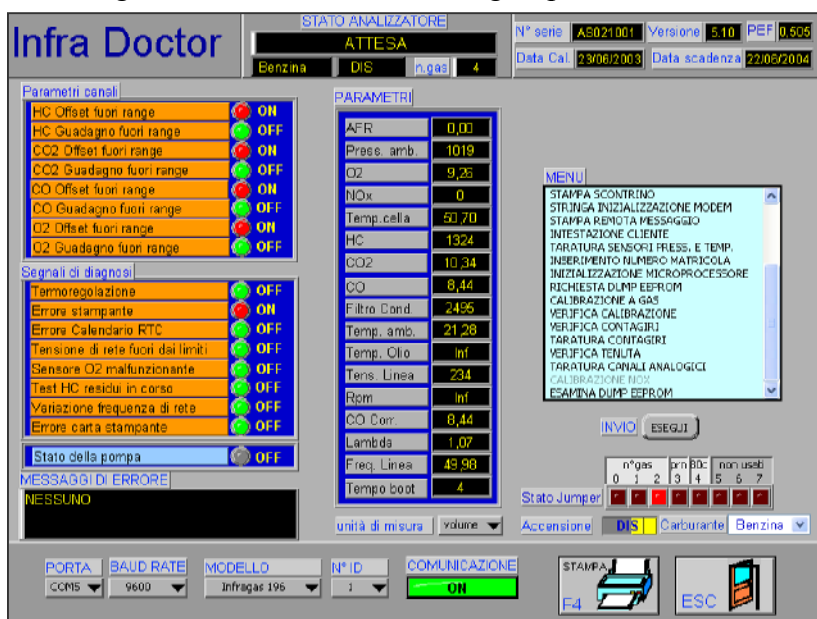 Infra Doctor
STATO ANALIZZATORE
ATTESA
Benzina DIS n.gas 4
N° serie AS021001 Versione 5.10 PEF 0,505
Data Cal. 23/06/2003 Data scadenza 22/06/2004
Parametri canali
HC Offset fuori range ON
HC Guadagno fuori range OFF
CO2 Offset fuori range ON
CO2 Guadagno fuori range OFF
CO Offset fuori range ON
CO Guadagno fuori range OFF
O2 Offset fuori range ON
O2 Guadagno fuori range OFF
Segnali di diagnosi
Termoregolazione OFF
Errore stampante ON
Errore Calendario RTC OFF
Tensione di rete fuori dai limiti OFF
Sensore O2 malfunzionante OFF
Test HC residui in corso OFF
Variazione frequenza di rete OFF
Errore carta stampante OFF
Stato della pompa OFF
MESSAGGI DI ERRORE
NESSUNO
PARAMETRI
AFR 0,00
Press. amb. 1019
O2 9,26
NOx 0
Temp.cella 50,70
HC 1324
CO2 10,34
CO 8,44
Filtro Cond. 2495
Temp. amb. 21,28
Temp. Olio Inf
Tens. Linea 234
Rpm Inf
CO Corr. 8,44
Lambda 1,07
Freq. Linea 49,98
Tempo boot 4
unità di misura volume
MENU
STAMPA SCONTRINO
STRINGA INIZIALIZZAZIONE MODEM
STAMPA REMOTA MESSAGGIO
INTESTAZIONE CLIENTE
TARATURA SENSORI PRESS. E TEMP.
INSERIMENTO NUMERO MATRICOLA
INIZIALIZZAZIONE MICROPROCESSORE
RICHIESTA DUMP EEPROM
CALIBRAZIONE A GAS
VERIFICA CALIBRAZIONE
VERIFICA CONTAGIRI
TARATURA CONTAGIRI
VERIFICA TENUTA
TARATURA CANALI ANALOGICI
CALIBRAZIONE NOX
ESAMINA DUMP EEPROM
INVIO ESEGUI
n°gas prn 80c non usati
0 1 2 3 4 5 6 7
Stato Jumper
Accensione DIS Carburante Benzina
PORTA BAUD RATE MODELLO N° ID COMUNICAZIONE
COM5 9600 Infragas 196 1 ON
STAMPA
F4
ESC